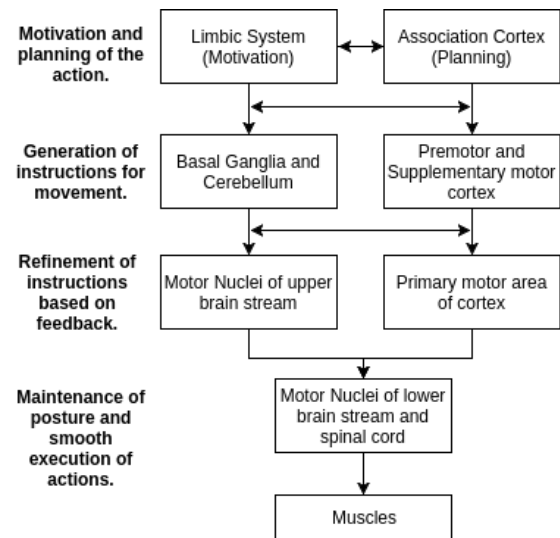 Motivation and
planning of the
action.
Limbic System
(Motivation)
Association Cortex
(Planning)
Generation of
instructions for
movement.
Basal Ganglia and
Cerebellum
Premotor and
Supplementary motor
cortex
Refinement of
instructions
based on
feedback.
Motor Nuclei of upper
brain stream
Primary motor area
of cortex
Maintenance of
posture and
smooth
execution of
actions.
Motor Nuclei of lower
brain stream and
spinal cord
Muscles